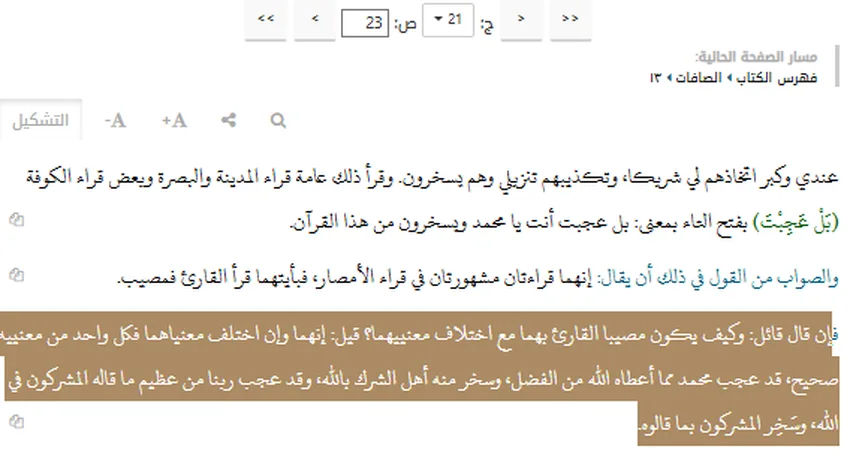 << < ج: 21 ص: 23 > >>
مسار الصفحة الحالية:
فهرس الكتاب الصافات ١٣
التشكيل -A +A
عندي وكبر اتخاذهم لي شريكا، وتكذيبهم تنزيلي وهم يسخرون. وقرأ ذلك عامة قراء المدينة والبصرة وبعض قراء الكوفة
(بَلْ عَجِبْتَ) بفتح التاء بمعنى: بل عجبت أنت يا محمد ويسخرون من هذا القرآن.
والصواب من القول في ذلك أن يقال: إنهما قراءتان مشهورتان في قراء الأمصار، فبأيتهما قرأ القارئ فمصيب.
فإن قال قائل: وكيف يكون مصيبا القارئ بهما مع اختلاف معنييهما؟ قيل: إنهما وإن اختلف معنياهما فكل واحد من معنييه
صحيح، قد عجب محمد مما أعطاه الله من الفضل، وسخر منه أهل الشرك بالله، وقد عجب ربنا من عظيم ما قاله المشركون في
الله، وسَخِر المشركون بما قالوه.